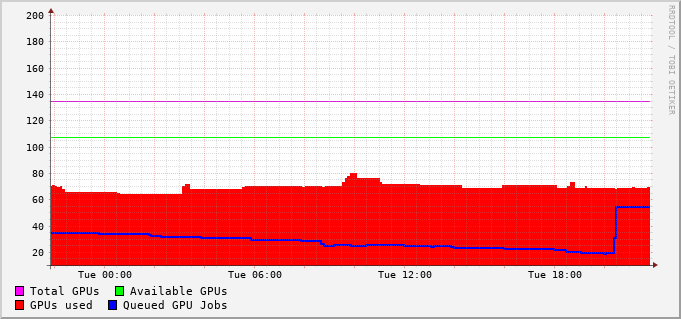 200
180
160
140
120
100
80
60
40
20
Tue 00:00 Tue 06:00 Tue 12:00 Tue 18:00
Total GPUs Available GPUs
GPUs used Queued GPU Jobs
RRDTOOL / TOBI OETIKER